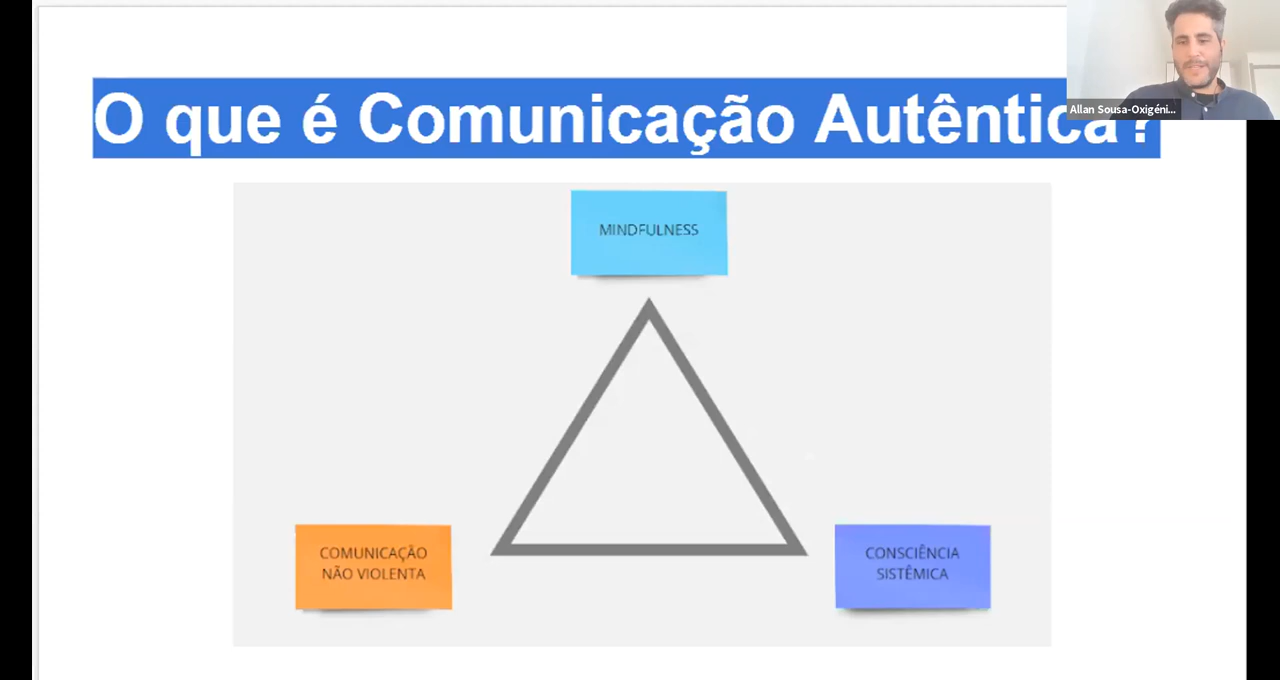 O que é Comunicação Autêntica?
Allan Sousa-Oxigéni...
MINDFULNESS
COMUNICAÇÃO
NÃO VIOLENTA
CONSCIÊNCIA
SISTÊMICA